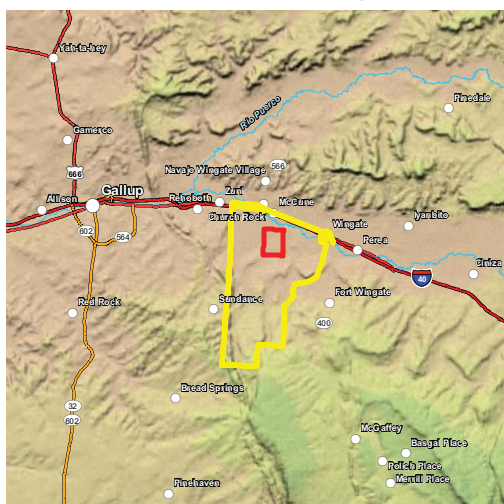 Yah-ta-hey
Rio Puerco
Pinedale
Gamerco
Navajo Wingate Village
566
666
Allison
Gallup
Rehoboth
Zuni
McCune
Church Rock
Wingate
Iyanbito
602
564
Perea
Ciniza
40
Sundance
Fort Wingate
Red Rock
400
Bread Springs
32
602
McGaffey
Basgal Place
Polich Place
Merrill Place
Pinehaven